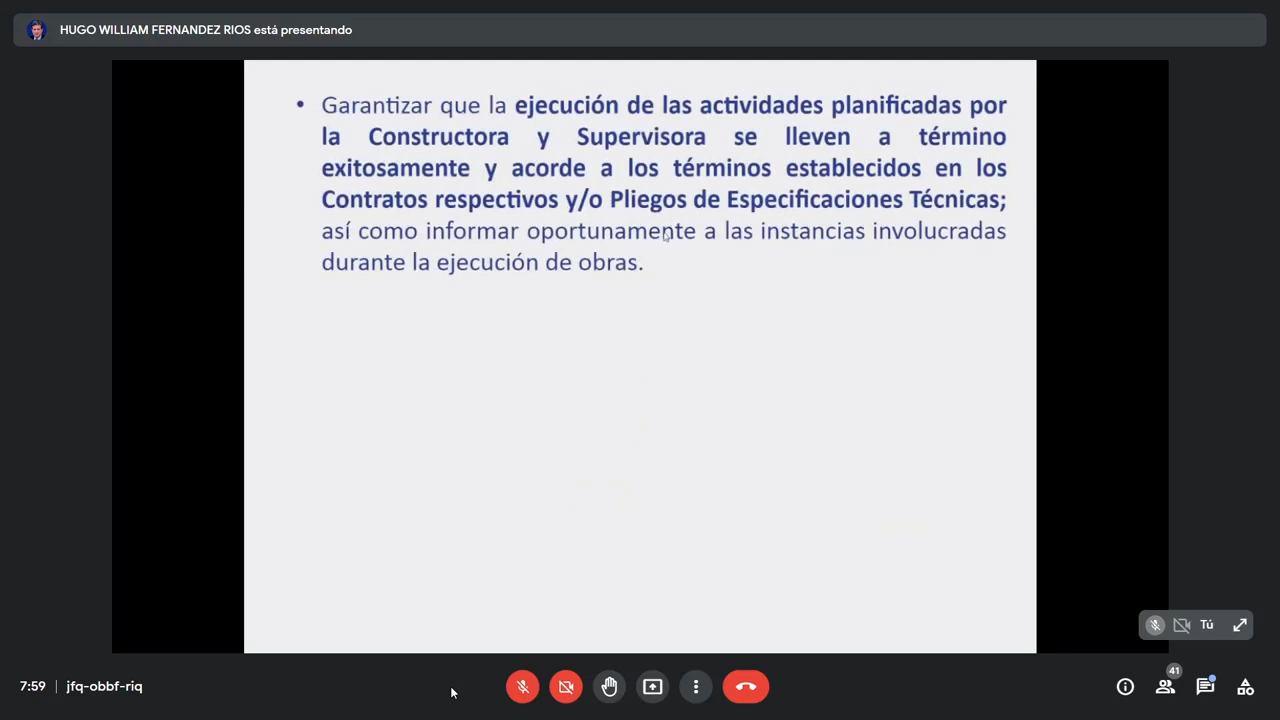 HUGO WILLIAM FERNANDEZ RIOS está presentando
• Garantizar que la ejecución de las actividades planificadas por
la Constructora y Supervisora se lleven a término
exitosamente y acorde a los términos establecidos en los
Contratos respectivos y/o Pliegos de Especificaciones Técnicas;
así como informar oportunamente a las instancias involucradas
durante la ejecución de obras.
Tú
41
7:59 | jfq-obbf-riq